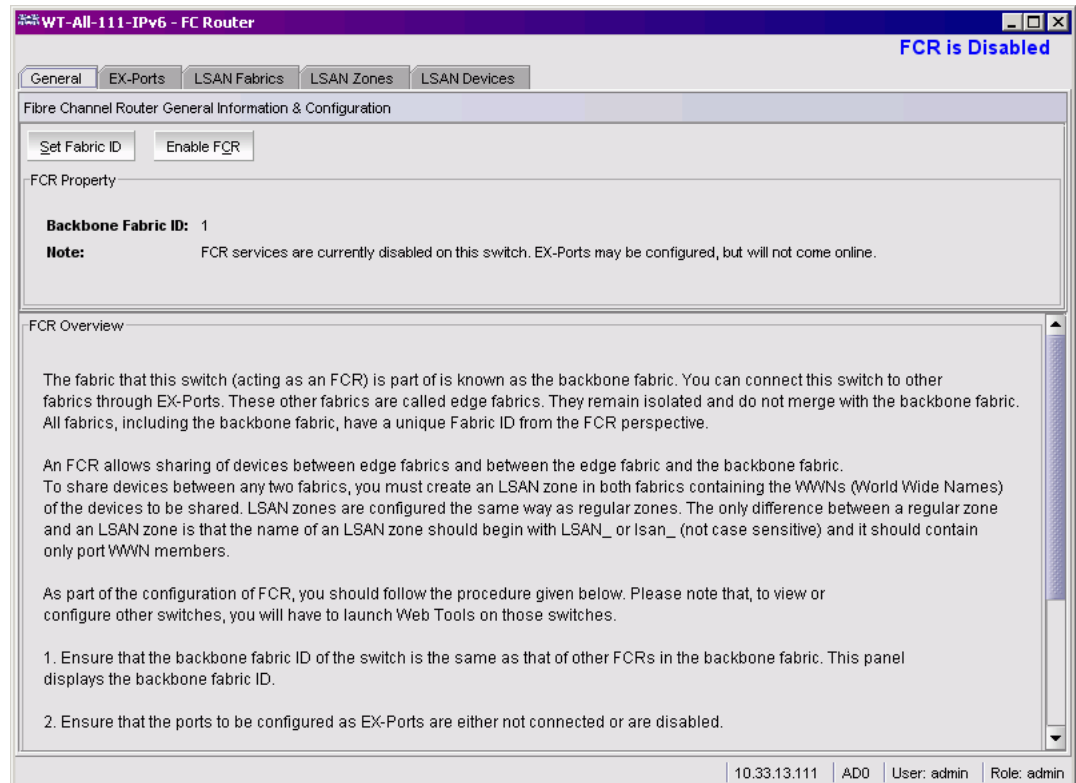 WT-All-111-IPv6 - FC Router
FCR is Disabled
General EX-Ports LSAN Fabrics LSAN Zones LSAN Devices
Fibre Channel Router General Information & Configuration
Set Fabric ID Enable FCR
FCR Property
Backbone Fabric ID: 1
Note: FCR services are currently disabled on this switch. EX-Ports may be configured, but will not come online.
FCR Overview
The fabric that this switch (acting as an FCR) is part of is known as the backbone fabric. You can connect this switch to other
fabrics through EX-Ports. These other fabrics are called edge fabrics. They remain isolated and do not merge with the backbone fabric.
All fabrics, including the backbone fabric, have a unique Fabric ID from the FCR perspective.
An FCR allows sharing of devices between edge fabrics and between the edge fabric and the backbone fabric.
To share devices between any two fabrics, you must create an LSAN zone in both fabrics containing the WWNs (World Wide Names)
of the devices to be shared. LSAN zones are configured the same way as regular zones. The only difference between a regular zone
and an LSAN zone is that the name of an LSAN zone should begin with LSAN_ or lsan_ (not case sensitive) and it should contain
only port WWN members.
As part of the configuration of FCR, you should follow the procedure given below. Please note that, to view or
configure other switches, you will have to launch Web Tools on those switches.
1. Ensure that the backbone fabric ID of the switch is the same as that of other FCRs in the backbone fabric. This panel
displays the backbone fabric ID.
2. Ensure that the ports to be configured as EX-Ports are either not connected or are disabled.
10.33.13.111 AD0 User: admin Role: admin